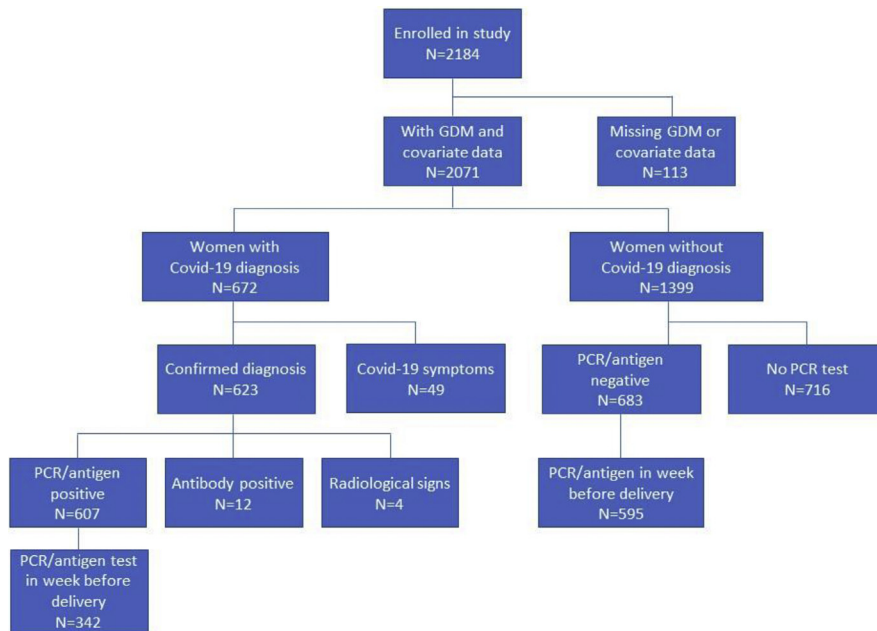 Enrolled in study
N=2184
With GDM and
covariate data
N=2071
Missing GDM or
covariate data
N=113
Women with
Covid-19 diagnosis
N=672
Women without
Covid-19 diagnosis
N=1399
Confirmed diagnosis
N=623
Covid-19 symptoms
N=49
PCR/antigen
negative
N=683
No PCR test
N=716
PCR/antigen
positive
N=607
Antibody positive
N=12
Radiological signs
N=4
PCR/antigen in week
before delivery
N=595
PCR/antigen test
in week before
delivery
N=342